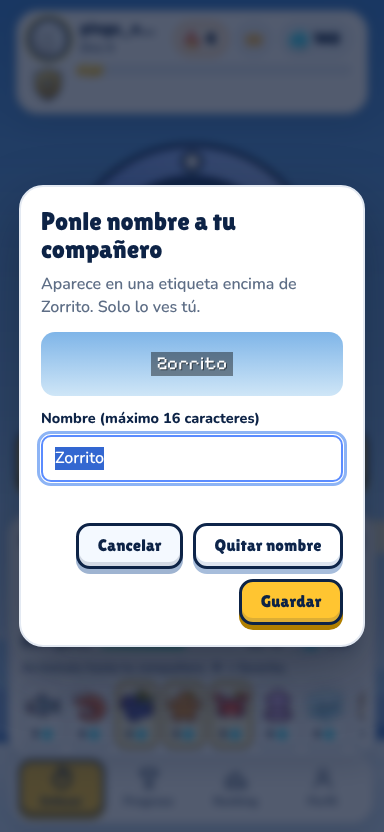 Ponle nombre a tu
compañero
Aparece en una etiqueta encima de
Zorrito. Solo lo ves tú.
Zorrito
Nombre (máximo 16 caracteres)
Zorrito
Cancelar
Quitar nombre
Guardar